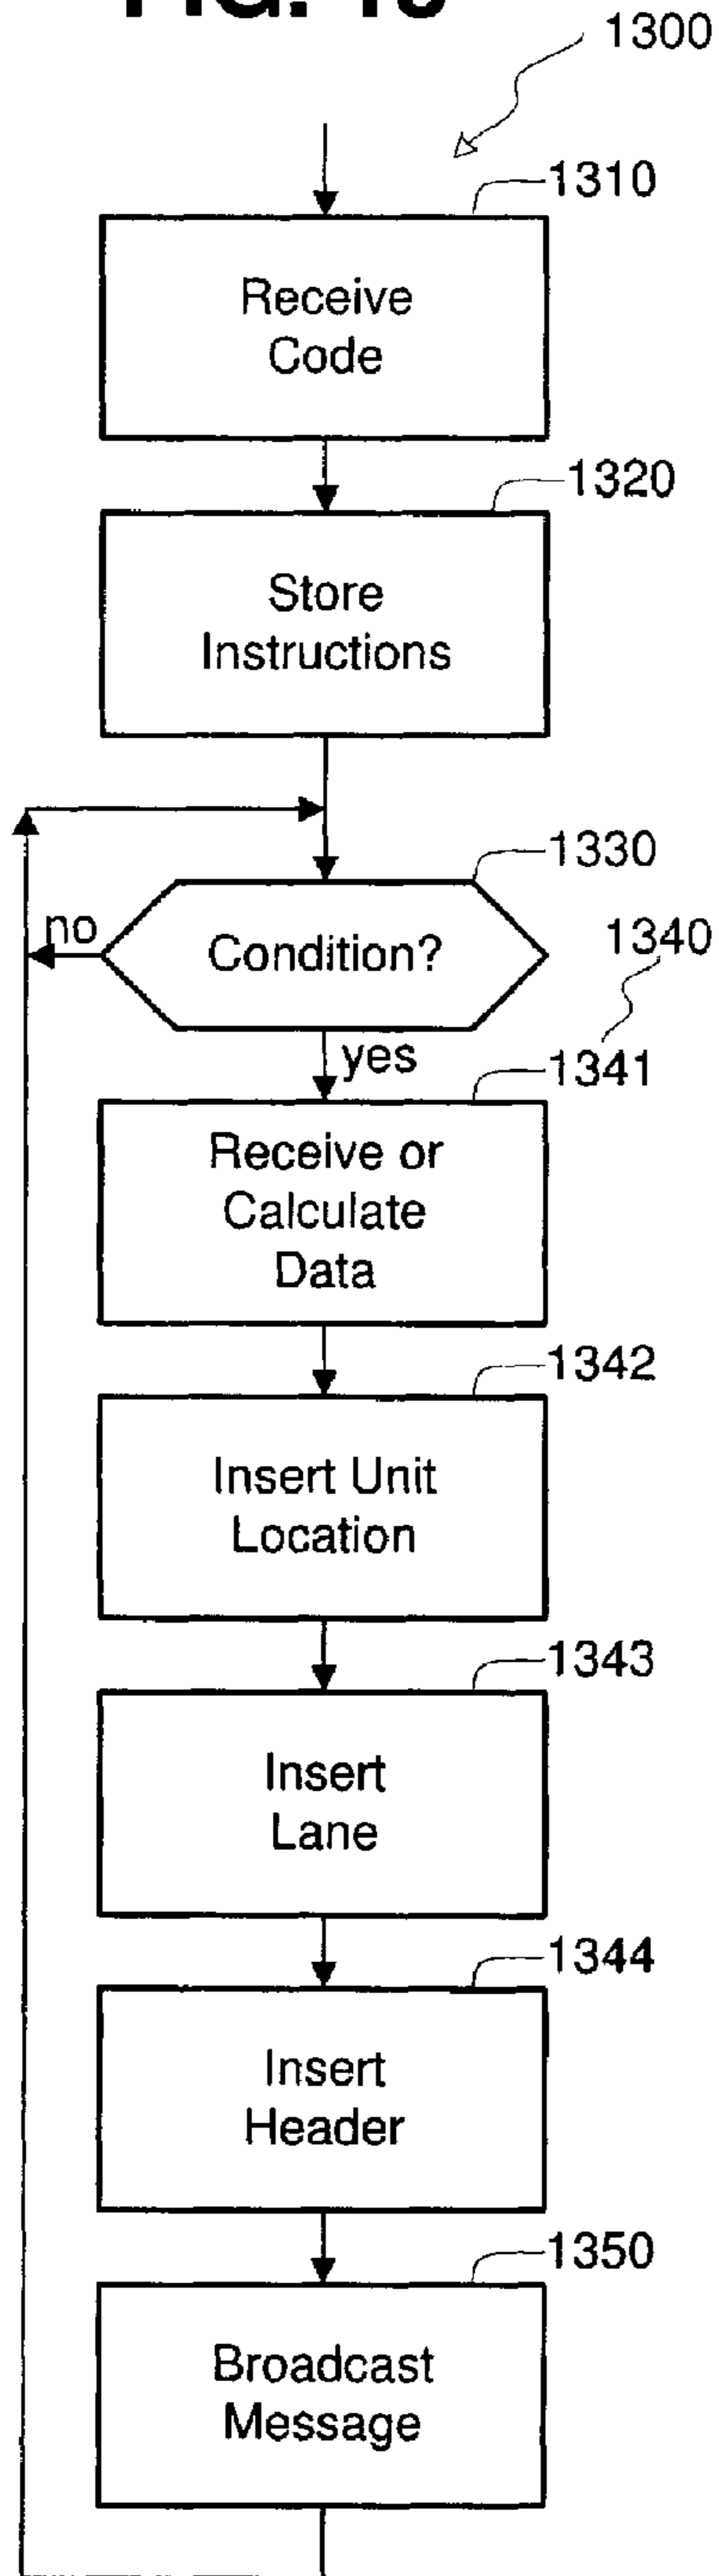 FIG.
1300
1310
Receive
Code
1320
Store
Instructions
1330
no
Condition?
1340
yes
1341
Receive or
Calculate
Data
1342
Insert Unit
Location
1343
Insert
Lane
1344
Insert
Header
1350
Broadcast
Message